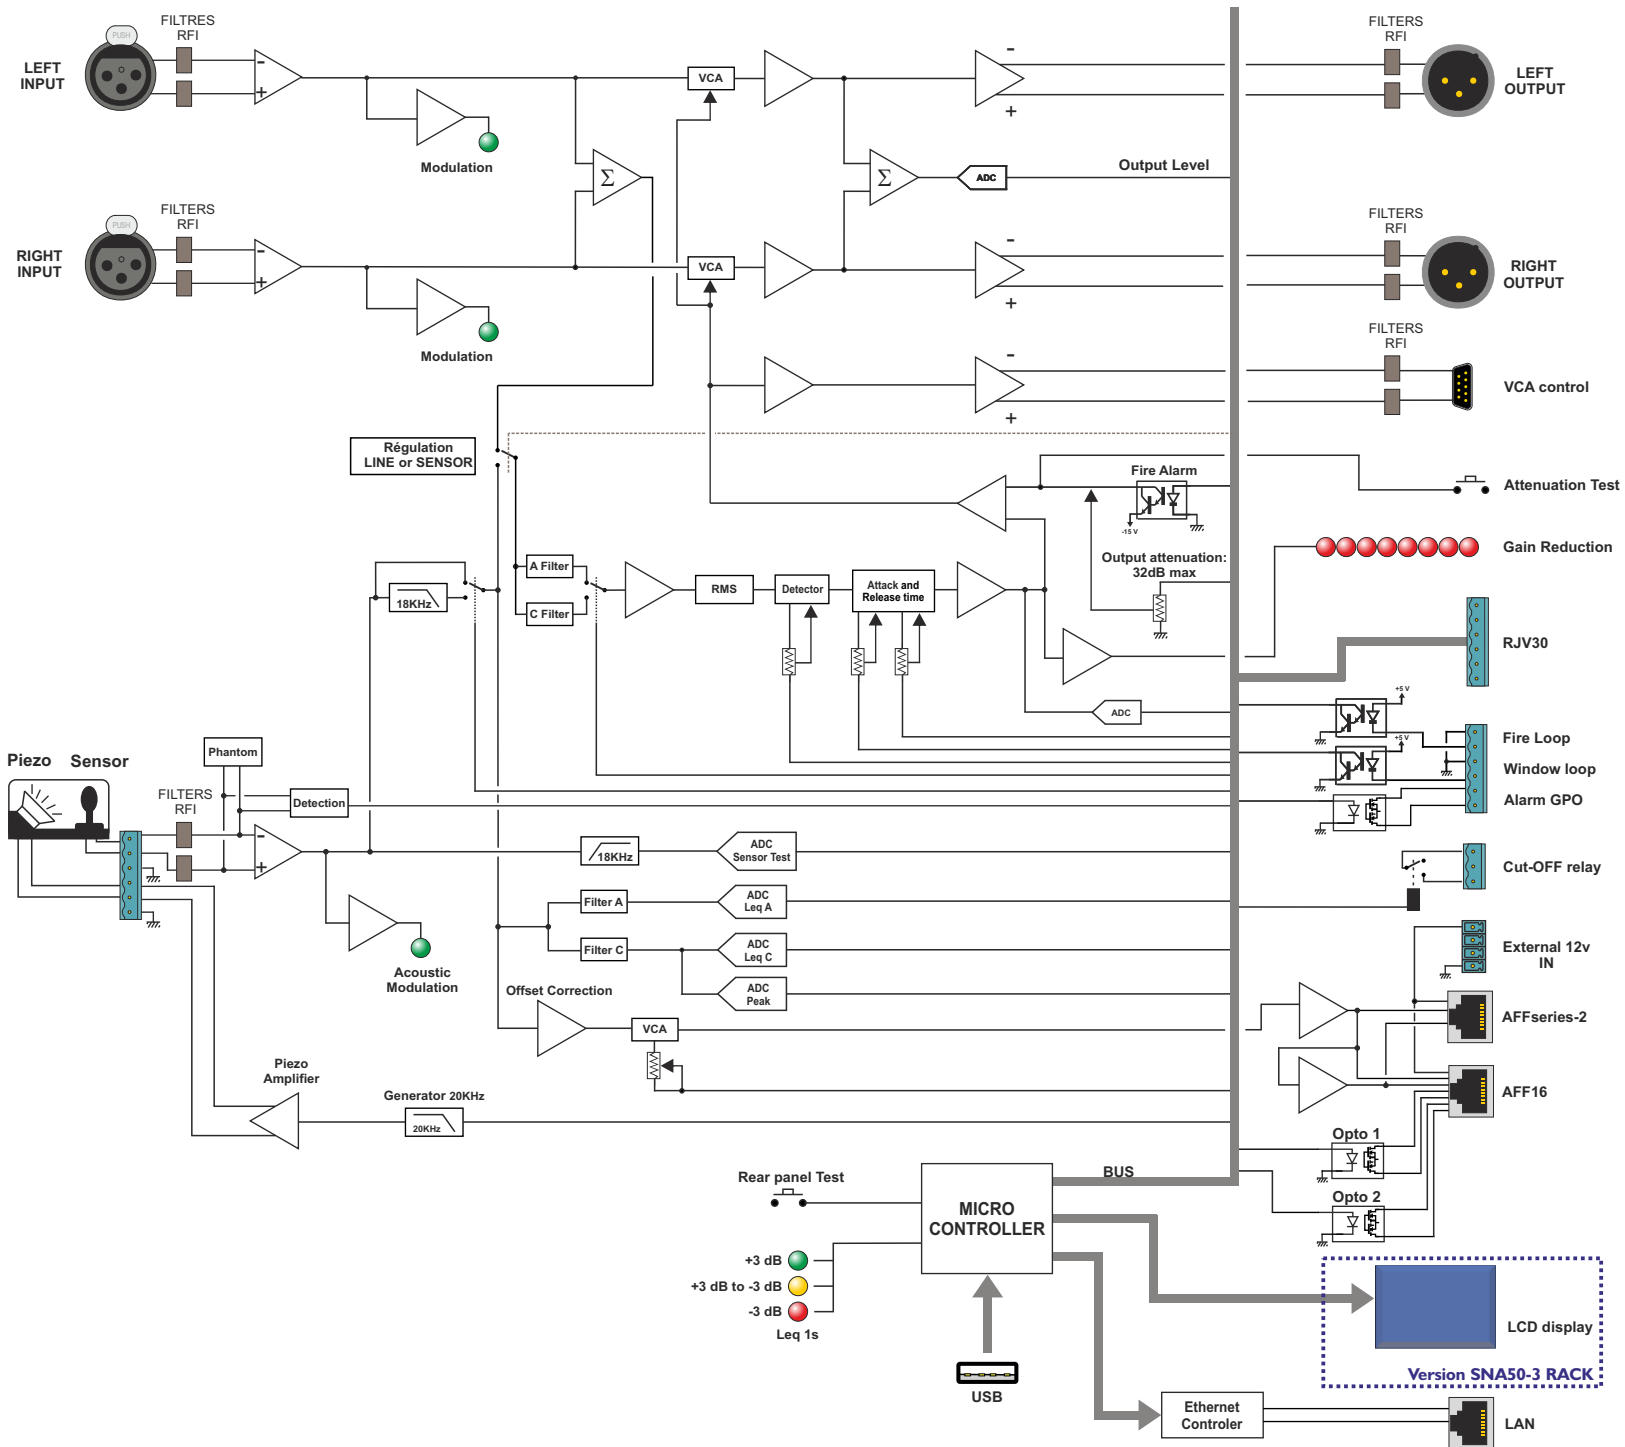 FILTRES
RFI
PUSH
LEFT
INPUT
-
+
Modulation
VCA
-
+
FILTERS
RFI
LEFT
OUTPUT
Σ
Σ
ADC
Output Level
FILTERS
RFI
PUSH
RIGHT
INPUT
-
+
Modulation
VCA
-
+
FILTERS
RFI
RIGHT
OUTPUT
-
+
FILTERS
RFI
VCA control
Régulation
LINE or SENSOR
Fire Alarm
-15 V
Attenuation Test
Output attenuation:
32dB max
Gain Reduction
18KHz
A Filter
C Filter
RMS
Detector
Attack and
Release time
RJV30
ADC
+5 V
Fire Loop
+5 V
Window loop
Alarm GPO
Piezo Sensor
Phantom
FILTERS
RFI
Detection
-
+
18KHz
ADC
Sensor Test
Cut-OFF relay
Filter A
ADC
Leq A
Filter C
ADC
Leq C
ADC
Peak
Acoustic
Modulation
External 12v
IN
Offset Correction
VCA
AFFseries-2
Piezo
Amplifier
Generator 20KHz
20KHz
AFF16
Opto 1
Opto 2
Rear panel Test
BUS
MICRO
CONTROLLER
+3 dB
+3 dB to -3 dB
-3 dB
Leq 1s
USB
LCD display
Version SNA50-3 RACK
Ethernet
Controler
LAN